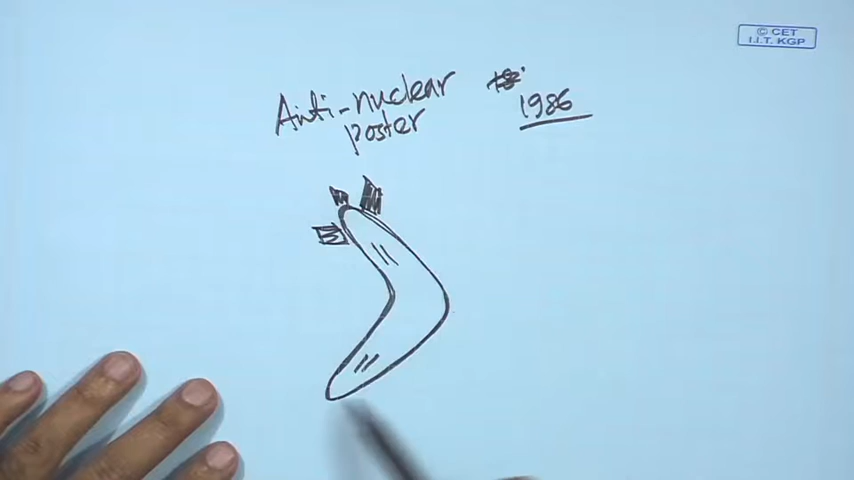 © CET
I.I.T. KGP
Anti-nuclear
poster
1986